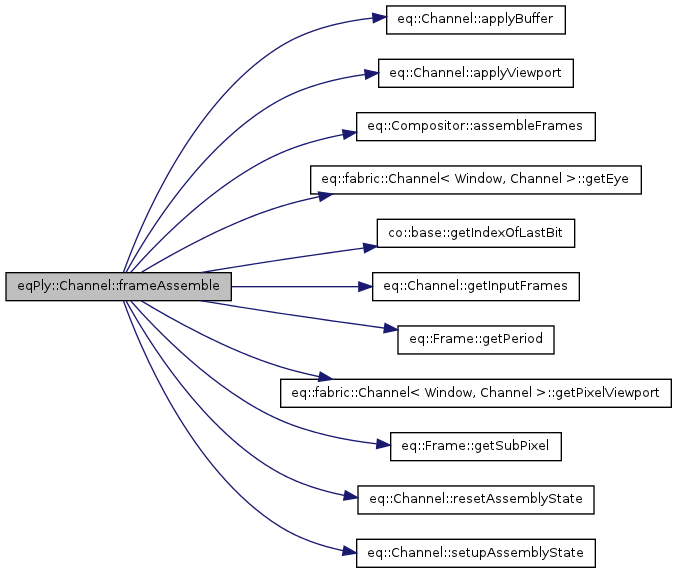 eq::Channel::applyBuffer
eq::Channel::applyViewport
eq::Compositor::assembleFrames
eq::fabric::Channel< Window, Channel >::getEye
co::base::getIndexOfLastBit
eqPly::Channel::frameAssemble
eq::Channel::getInputFrames
eq::Frame::getPeriod
eq::fabric::Channel< Window, Channel >::getPixelViewport
eq::Frame::getSubPixel
eq::Channel::resetAssemblyState
eq::Channel::setupAssemblyState